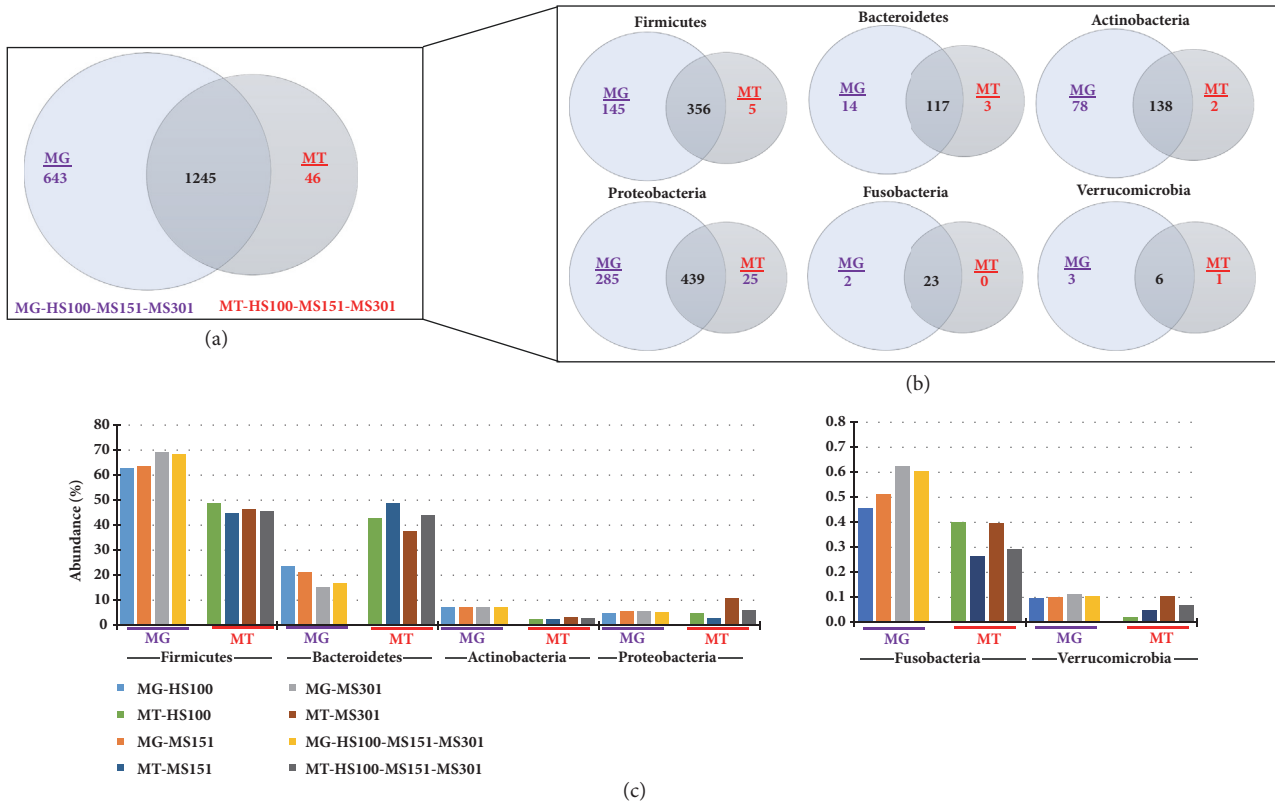 MG
643
1245
MT
46
MG-HS100-MS151-MS301
MT-HS100-MS151-MS301
(a)
Firmicutes
MG
145
356
MT
5
Bacteroidetes
MG
14
117
MT
3
Actinobacteria
MG
78
138
MT
2
Proteobacteria
MG
285
439
MT
25
Fusobacteria
MG
2
23
MT
0
Verrucomicrobia
MG
3
6
MT
1
(b)
Abundance (%)
80
70
60
50
40
30
20
10
0
MG
MT
MG
MT
MG
MT
MG
MT
Firmicutes
Bacteroidetes
Actinobacteria
Proteobacteria
0.8
0.7
0.6
0.5
0.4
0.3
0.2
0.1
0.0
MG
MT
MG
MT
Fusobacteria
Verrucomicrobia
MG-HS100
MT-HS100
MG-MS151
MT-MS151
MG-MS301
MT-MS301
MG-HS100-MS151-MS301
MT-HS100-MS151-MS301
(c)